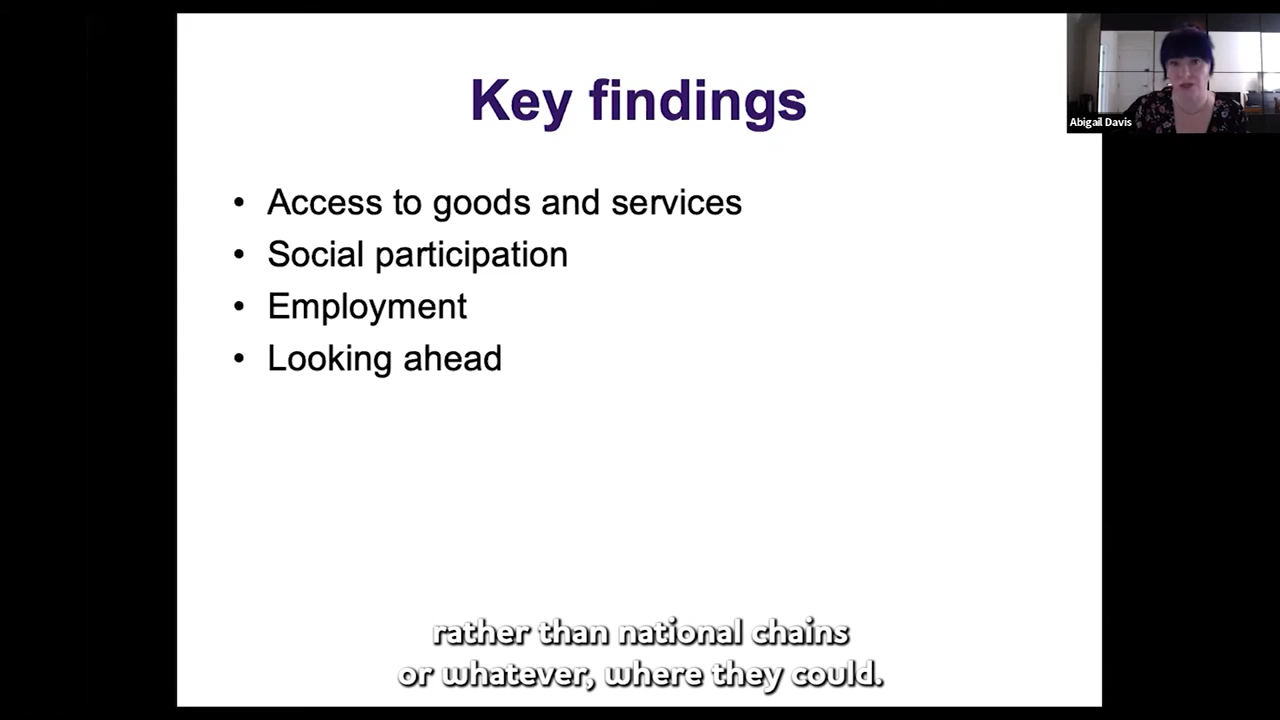 Key findings
Abigail Davis
• Access to goods and services
• Social participation
• Employment
• Looking ahead
rather than national chains
or whatever, where they could.